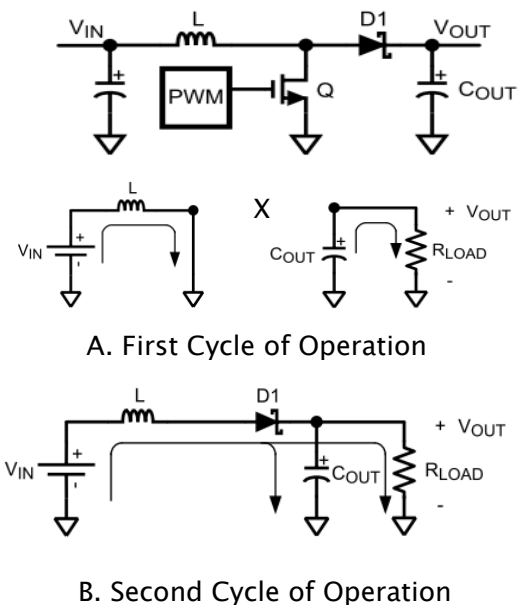 VIN L D1 VOUT
+ PWM Q + COUT
L X + VOUT
VIN + - COUT + RLOAD
-
A. First Cycle of Operation
L D1 + VOUT
VIN + - + COUT RLOAD
-
B. Second Cycle of Operation